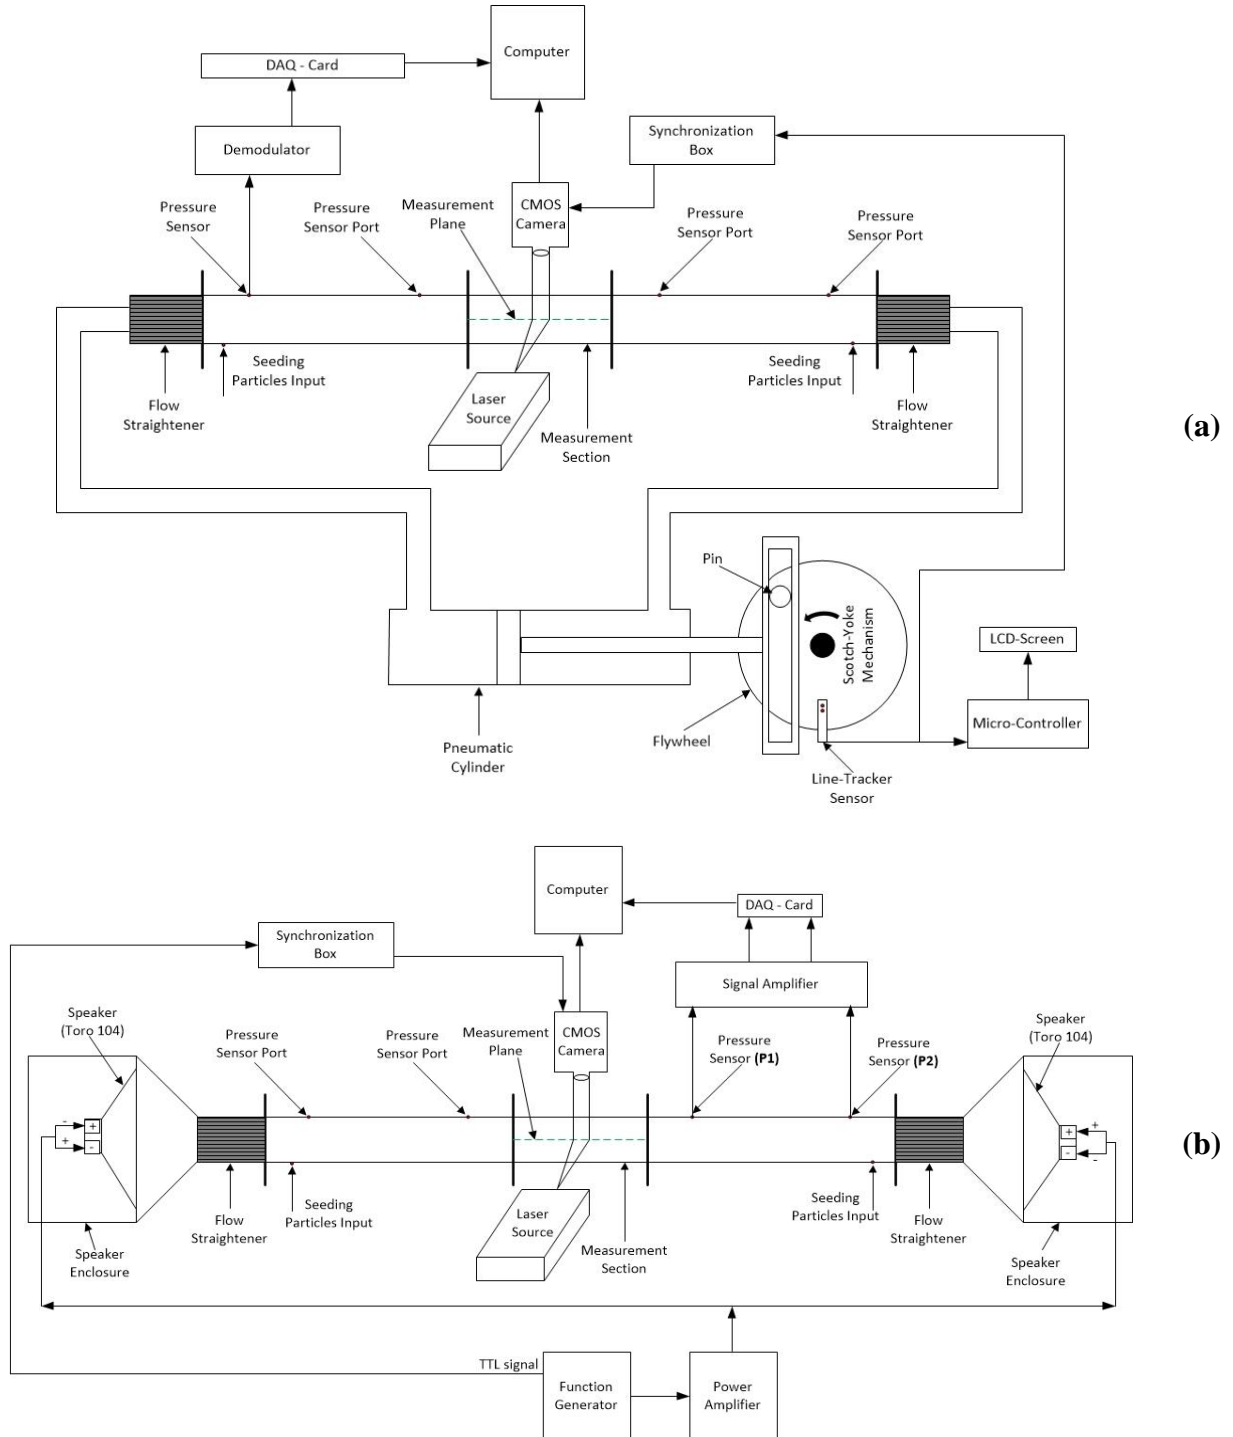 Computer
DAQ - Card
Synchronization
Box
Demodulator
Pressure
Sensor
Pressure
Sensor Port
Measurement
Plane
CMOS
Camera
Pressure
Sensor Port
Pressure
Sensor Port
Seeding
Particles Input
Seeding
Particles Input
Flow
Straightener
Laser
Source
Measurement
Section
Flow
Straightener
(a)
Pin
Scotch-Yoke
Mechanism
LCD-Screen
Micro-Controller
Flywheel
Pneumatic
Cylinder
Line-Tracker
Sensor
Computer
DAQ - Card
Synchronization
Box
Signal Amplifier
Speaker
(Toro 104)
Pressure
Sensor Port
Pressure
Sensor Port
Measurement
Plane
CMOS
Camera
Pressure
Sensor (P1)
Pressure
Sensor (P2)
Speaker
(Toro 104)
- +
+ -
+ +
- -
(b)
Seeding
Particles Input
Flow
Straightener
Laser
Source
Measurement
Section
Seeding
Particles Input
Flow
Straightener
Speaker
Enclosure
Speaker
Enclosure
TTL signal
Function
Generator
Power
Amplifier